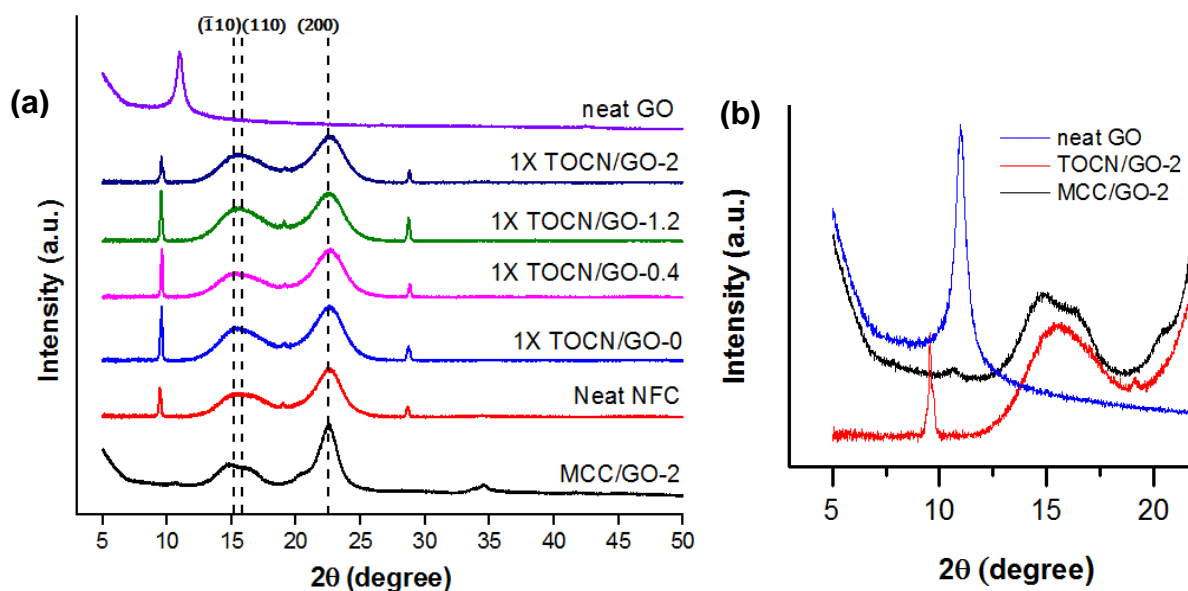 (a)
(1̄10)(110) (200)
neat GO
1X TOCN/GO-2
1X TOCN/GO-1.2
1X TOCN/GO-0.4
1X TOCN/GO-0
Neat NFC
MCC/GO-2
Intensity (a.u.)
5 10 15 20 25 30 35 40 45 50
2θ (degree)
(b)
neat GO
TOCN/GO-2
MCC/GO-2
Intensity (a.u.)
5 10 15 20
2θ (degree)